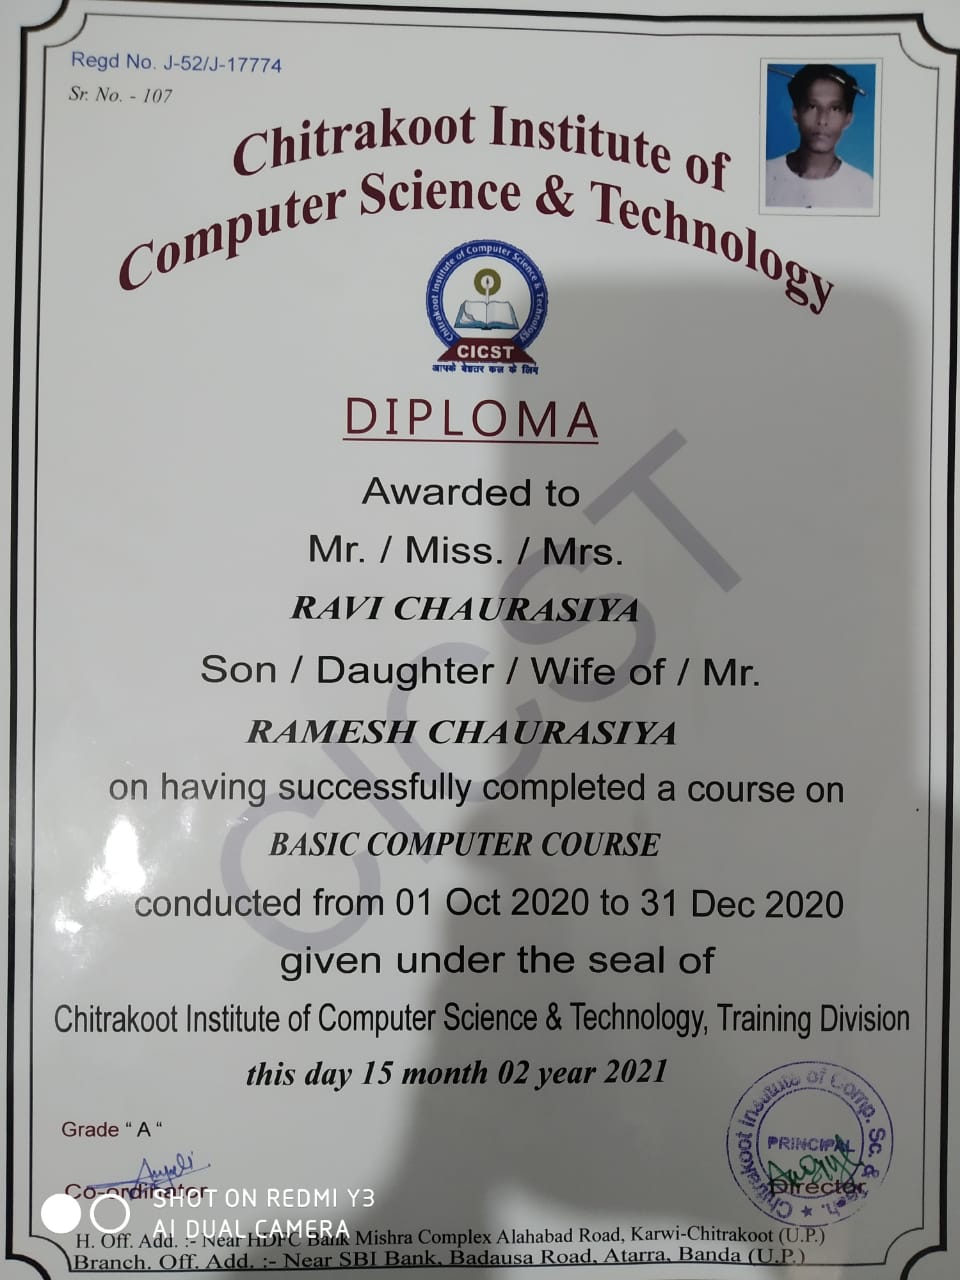 Regd No. J-52/J-17774
Sr. No. - 107
Chitrakoot Institute of
Computer Science & Technology
Chitrakoot Institute of Computer Science & Technology
CICST
आपके बेहतर कल के लिए
DIPLOMA
Awarded to
Mr. / Miss. / Mrs.
RAVI CHAURASIYA
Son / Daughter / Wife of / Mr.
RAMESH CHAURASIYA
on having successfully completed a course on
BASIC COMPUTER COURSE
conducted from 01 Oct 2020 to 31 Dec 2020
given under the seal of
Chitrakoot Institute of Computer Science & Technology, Training Division
this day 15 month 02 year 2021
CICST
Grade “ A “
Anjali
Co-ordinator
Chitrakoot Institute of Comp. Sc. & Tech.
PRINCIPAL
Director
SHOT ON REDMI Y3
AI DUAL CAMERA
H. Off. Add. :- Near HDFC Bank Mishra Complex Alahabad Road, Karwi-Chitrakoot (U.P.)
Branch. Off. Add. :- Near SBI Bank, Badausa Road, Atarra, Banda (U.P.)